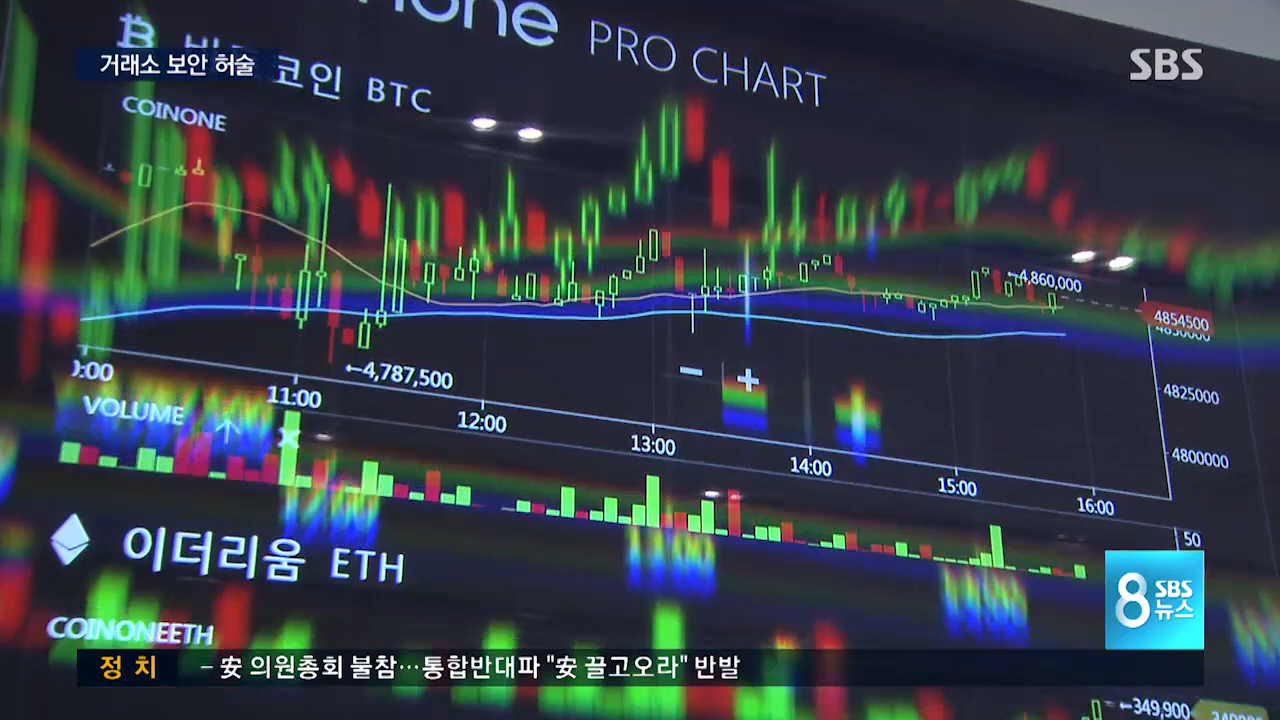 PRO CHART
SBS
거래소 보안 허술
코인 BTC
COINONE
←4,860,000
4854500
4825000
←4,787,500
4800000
11:00
12:00
13:00
14:00
15:00
16:00
VOLUME
50
이더리움 ETH
8 SBS 뉴스
COINONEETH
정치 – 安 의원총회 불참…통합반대파 "安 끌고오라" 반발
←349,900